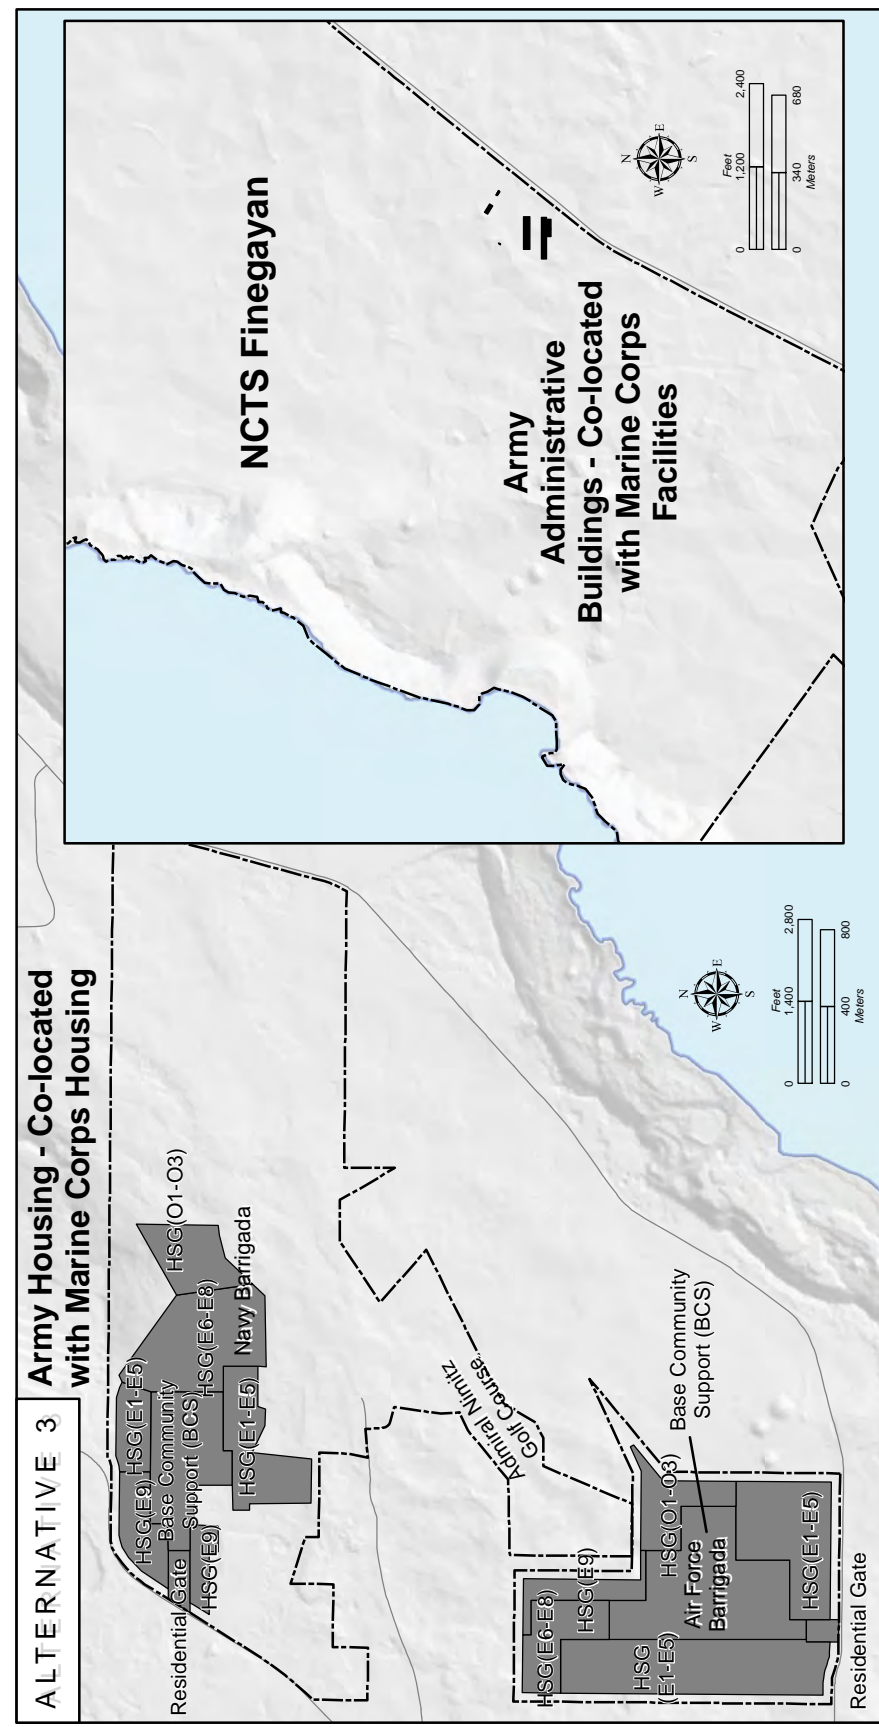 ALTERNATIVE 3
Army Housing - Co-located
with Marine Corps Housing
HSG(E9)
HSG(E1-E5)
Base Community
Support (BCS)
HSG(E6-E8)
HSG(O1-O3)
Residential Gate
HSG(E9)
HSG(E1-E5)
Navy Barrigada
Admiral Nimitz
Golf Course
HSG(E6-E8)
HSG(E9)
HSG
(E1-E5)
Air Force
Barrigada
HSG(O1-O3)
Base Community
Support (BCS)
HSG(E1-E5)
Residential Gate
N
W
E
S
Feet
0 1,400 2,800
0 400 800
Meters
NCTS Finegayan
Army
Administrative
Buildings - Co-located
with Marine Corps
Facilities
N
W
E
S
Feet
0 1,200 2,400
0 340 680
Meters